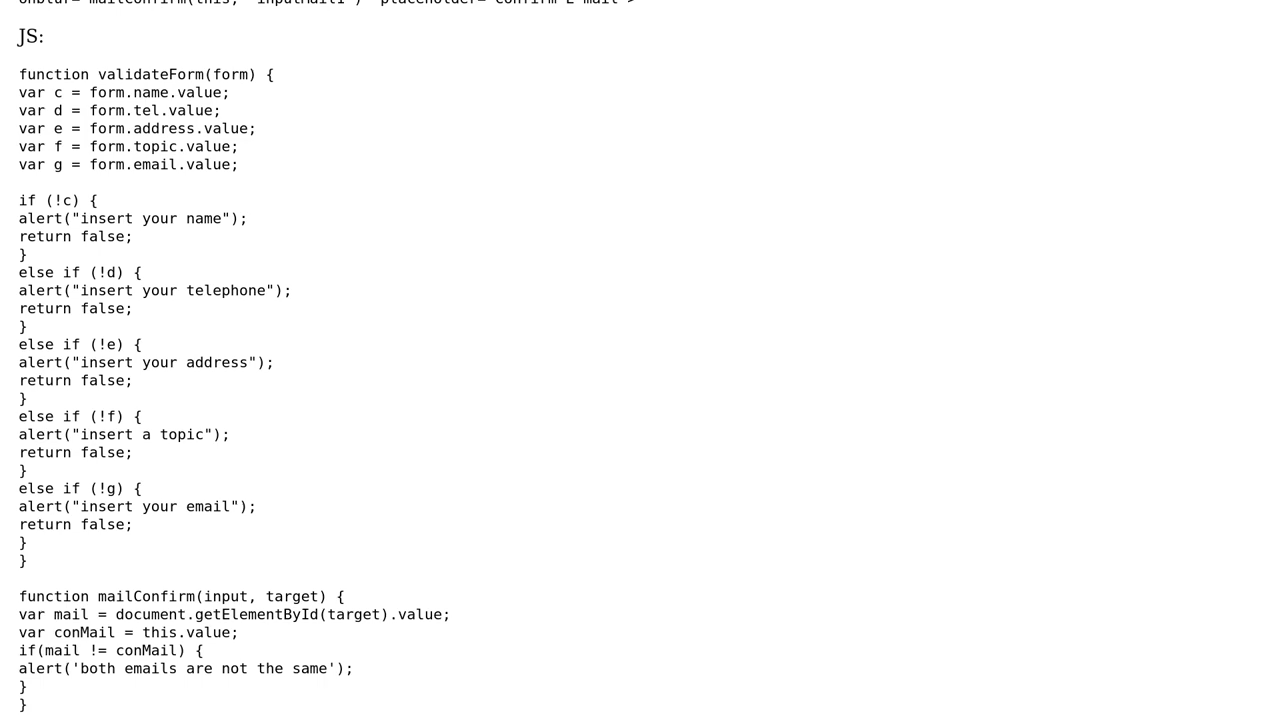 JS:
function validateForm(form) {
var c = form.name.value;
var d = form.tel.value;
var e = form.address.value;
var f = form.topic.value;
var g = form.email.value;
if (!c) {
alert("insert your name");
return false;
}
else if (!d) {
alert("insert your telephone");
return false;
}
else if (!e) {
alert("insert your address");
return false;
}
else if (!f) {
alert("insert a topic");
return false;
}
else if (!g) {
alert("insert your email");
return false;
}
}
function mailConfirm(input, target) {
var mail = document.getElementById(target).value;
var conMail = this.value;
if(mail != conMail) {
alert('both emails are not the same');
}
}